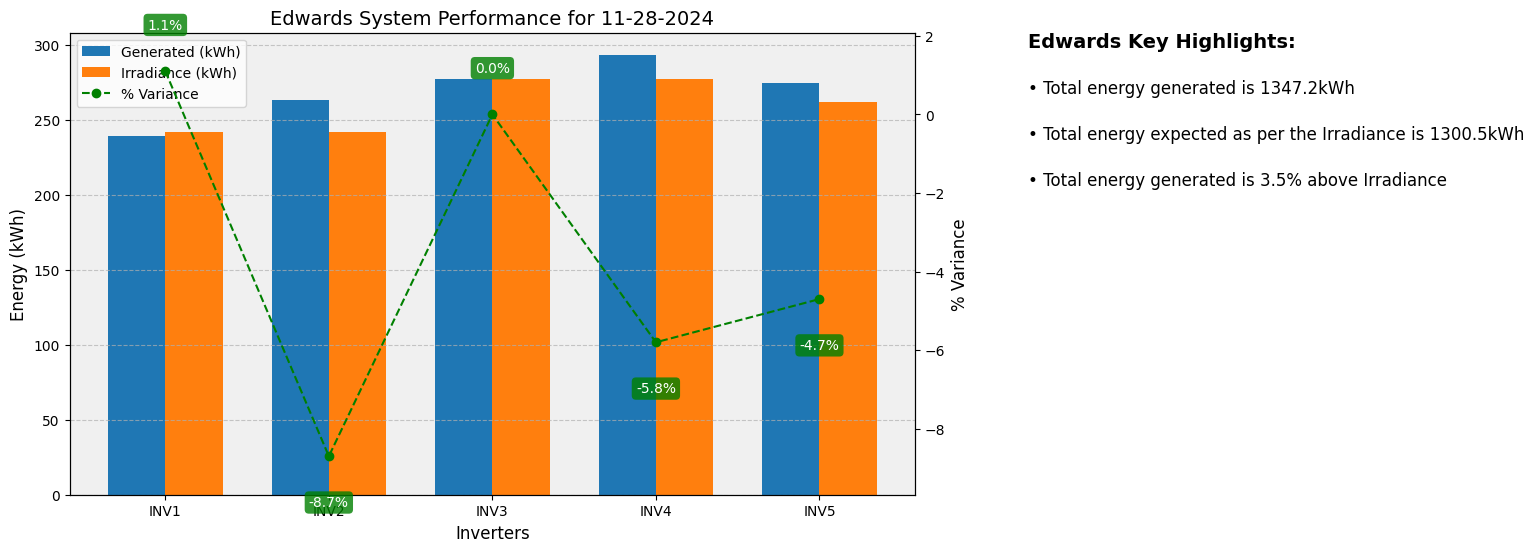 Edwards System Performance for 11-28-2024
Generated (kWh)
Irradiance (kWh)
% Variance
1.1%
-8.7%
0.0%
-5.8%
-4.7%
Energy (kWh)
300
250
200
150
100
50
0
% Variance
2
0
−2
−4
−6
−8
INV1
INV2
INV3
INV4
INV5
Inverters
Edwards Key Highlights:
• Total energy generated is 1347.2kWh
• Total energy expected as per the Irradiance is 1300.5kWh
• Total energy generated is 3.5% above Irradiance